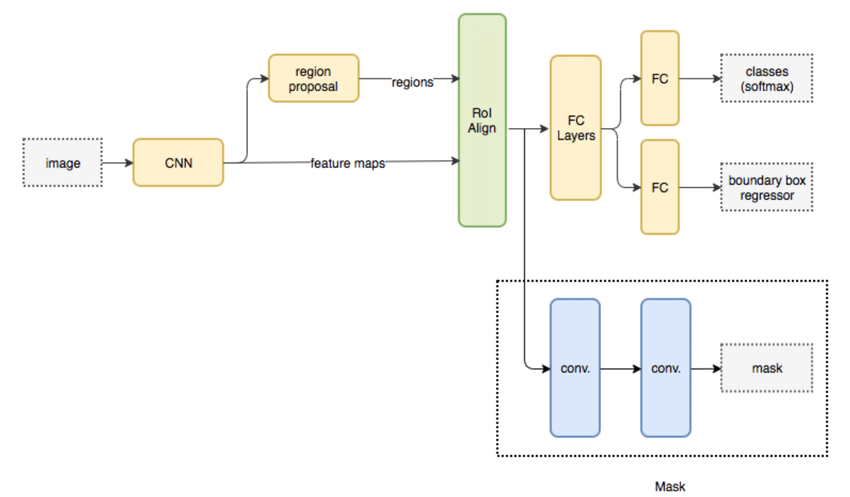 image
CNN
region
proposal
regions
feature maps
RoI
Align
FC
Layers
FC
classes
(softmax)
FC
boundary box
regressor
conv.
conv.
mask
Mask